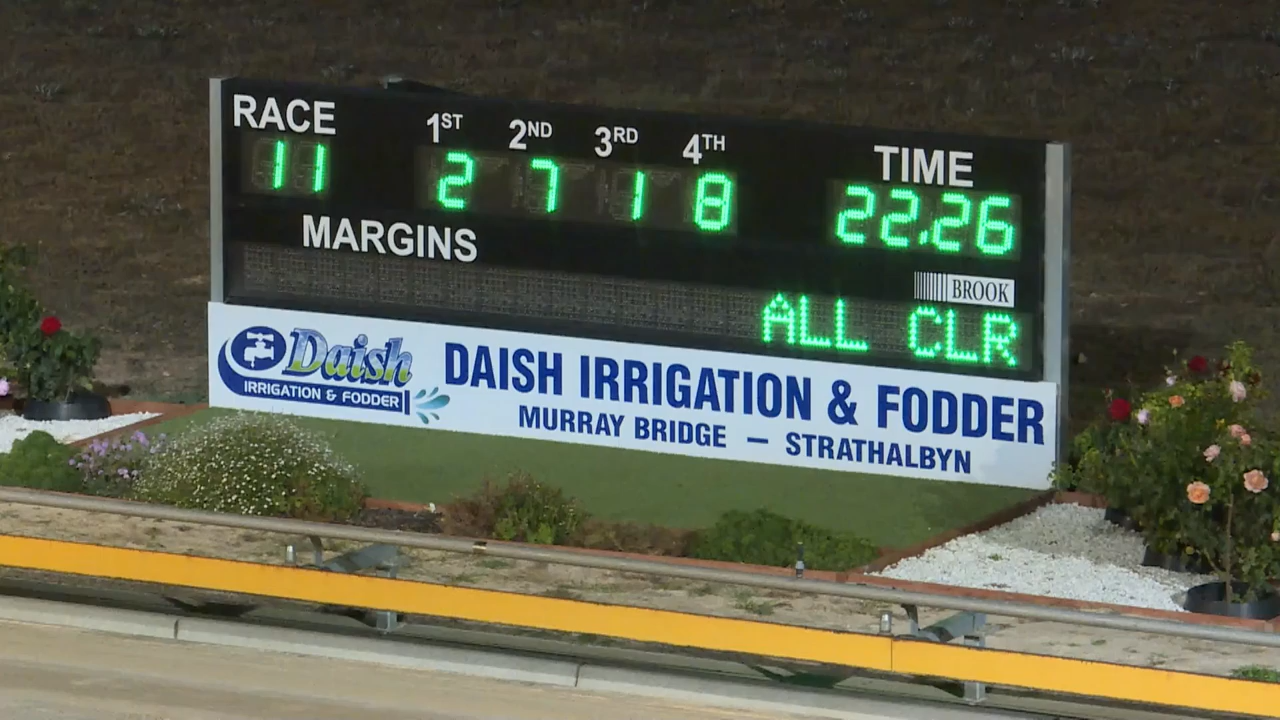 RACE 1ST 2ND 3RD 4TH TIME
11 2 7 1 8 22.26
MARGINS
BROOK
ALL CLR
Daish
IRRIGATION & FODDER
DAISH IRRIGATION & FODDER
MURRAY BRIDGE — STRATHALBYN